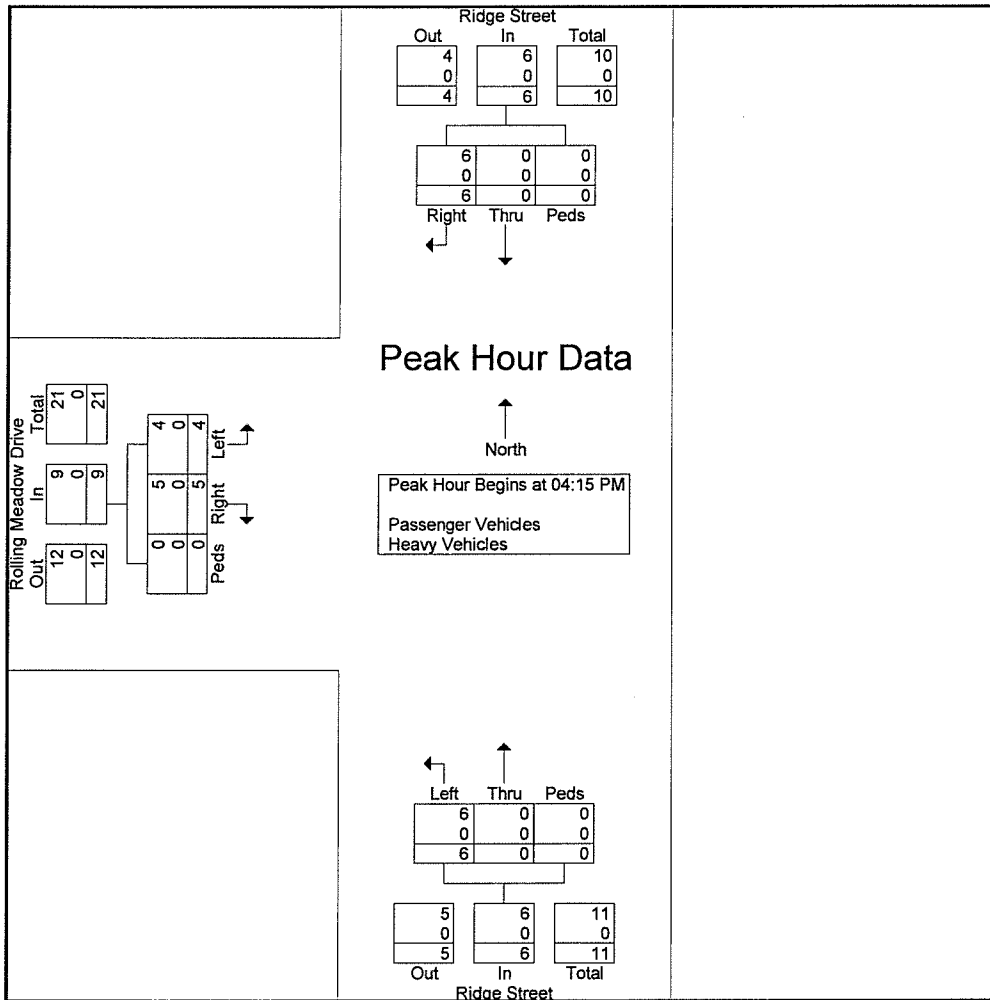 Ridge Street
Out In Total
4 6 10
0 0 0
4 6 10
6 0 0
0 0 0
6 0 0
Right Thru Peds
Peak Hour Data
North
Peak Hour Begins at 04:15 PM
Passenger Vehicles
Heavy Vehicles
Rolling Meadow Drive
Out In Total
12 9 21
0 0 0
12 9 21
Peds Right Left
0 5 4
0 0 0
0 5 4
Left Thru Peds
6 0 0
0 0 0
6 0 0
5 6 11
0 0 0
5 6 11
Out In Total
Ridge Street